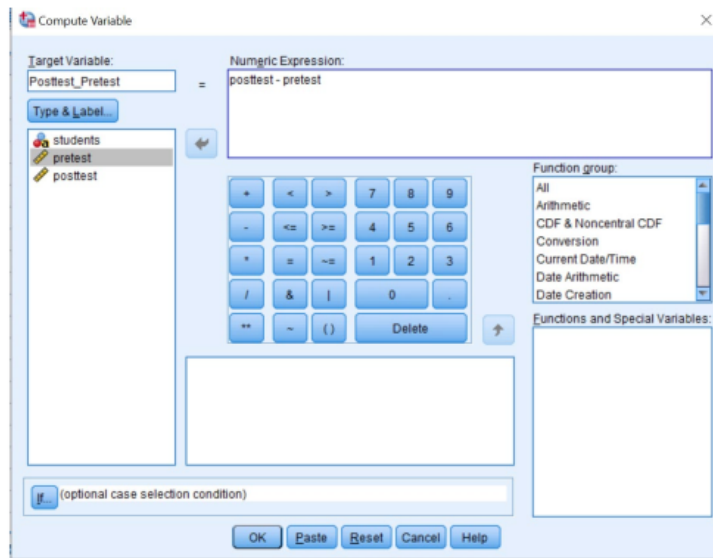 Compute Variable
Target Variable:
Posttest_Pretest
=
Numeric Expression:
posttest - pretest
Type & Label...
students
pretest
posttest
+ < > 7 8 9
- <= >= 4 5 6
* = ~= 1 2 3
/ & | 0 .
** ~ ( ) Delete
Function group:
All
Arithmetic
CDF & Noncentral CDF
Conversion
Current Date/Time
Date Arithmetic
Date Creation
Functions and Special Variables:
If... (optional case selection condition)
OK Paste Reset Cancel Help